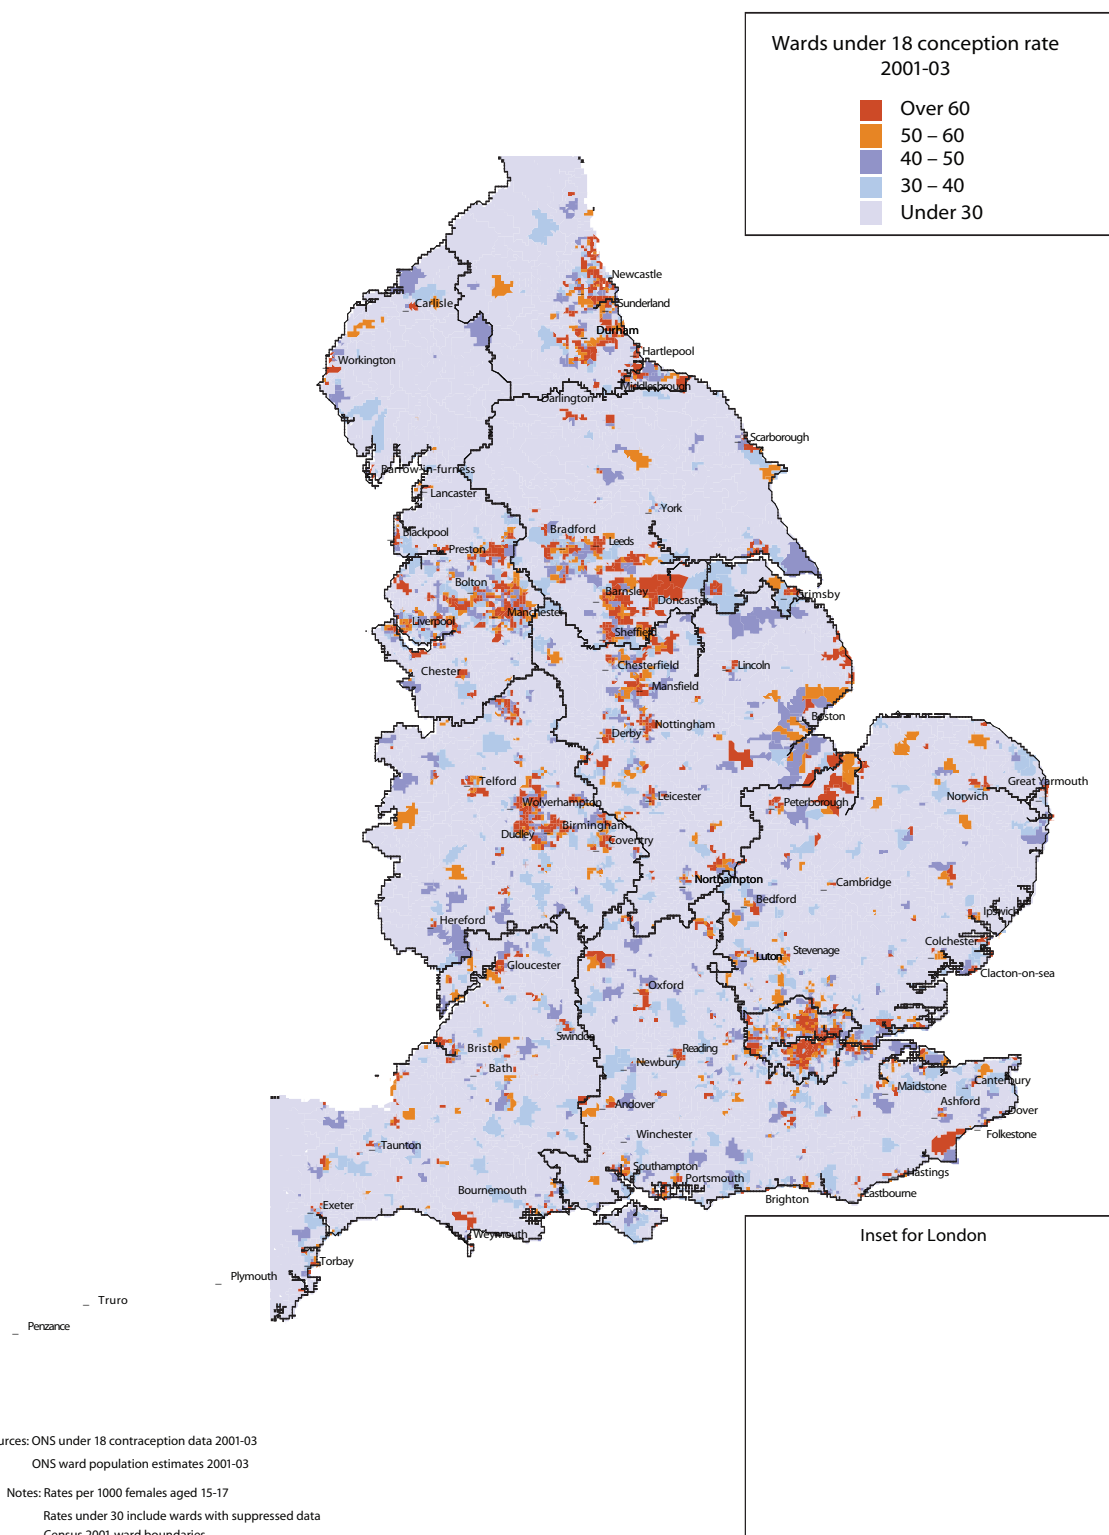 Wards under 18 conception rate
2001-03
Over 60
50 – 60
40 – 50
30 – 40
Under 30
Newcastle
Carlisle
Sunderland
Durham
Hartlepool
Workington
Middlesbrough
Darlington
Scarborough
Barrow-in-furness
Lancaster
York
Blackpool
Bradford
Leeds
Preston
Bolton
Barnsley
Doncaster
Grimsby
Manchester
Liverpool
Sheffield
Chester
Chesterfield
Lincoln
Mansfield
Boston
Nottingham
Derby
Telford
Great Yarmouth
Leicester
Norwich
Wolverhampton
Peterborough
Birmingham
Dudley
Coventry
Northampton
Cambridge
Bedford
Ipswich
Hereford
Colchester
Stevenage
Luton
Gloucester
Clacton-on-sea
Oxford
Swindon
Bristol
Reading
Newbury
Bath
Canterbury
Maidstone
Ashford
Andover
Dover
Winchester
Folkestone
Taunton
Southampton
Hastings
Portsmouth
Bournemouth
Eastbourne
Brighton
Exeter
Weymouth
Inset for London
Torbay
Plymouth
Truro
Penzance
urces: ONS under 18 contraception data 2001-03
ONS ward population estimates 2001-03
Notes: Rates per 1000 females aged 15-17
Rates under 30 include wards with suppressed data
Census 2001 ward boundaries